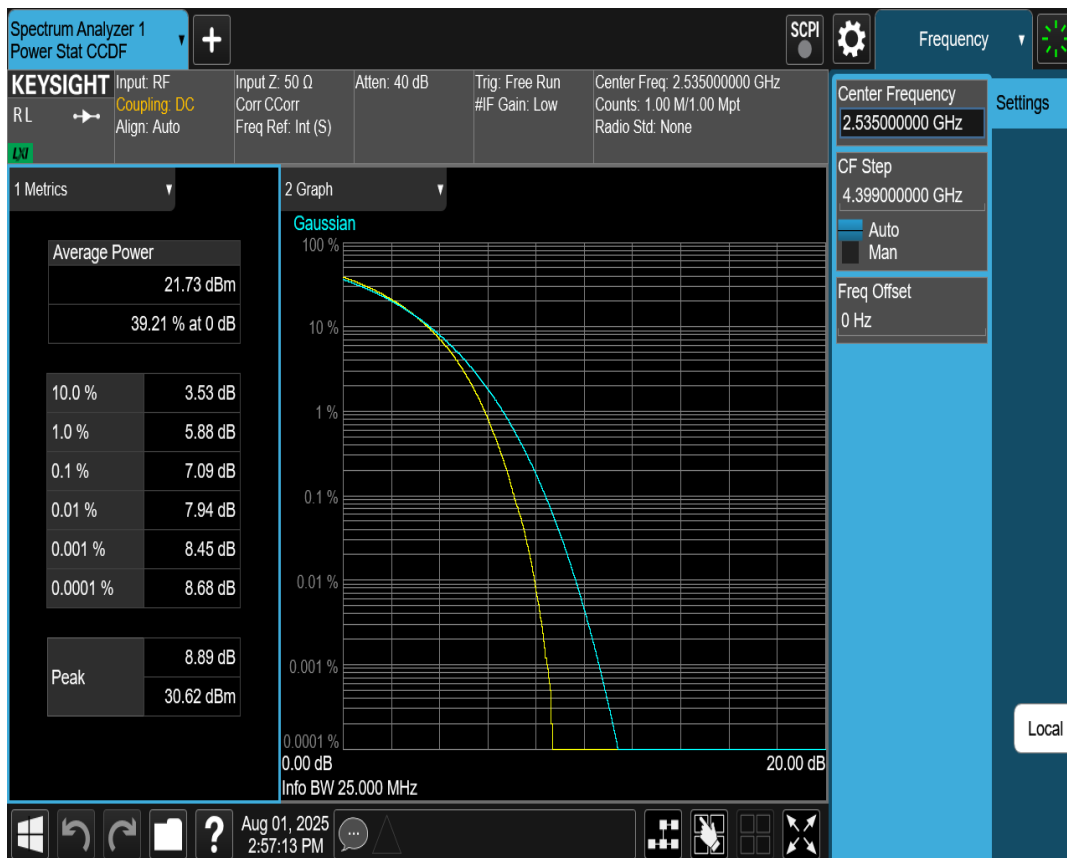 Spectrum Analyzer 1
Power Stat CCDF
+
SCPI
Frequency
KEYSIGHT
RL
LXI
Input: RF
Coupling: DC
Align: Auto
Input Z: 50 Ω
Corr CCorr
Freq Ref: Int (S)
Atten: 40 dB
Trig: Free Run
#IF Gain: Low
Center Freq: 2.535000000 GHz
Counts: 1.00 M/1.00 Mpt
Radio Std: None
Center Frequency
2.535000000 GHz
Settings
CF Step
4.399000000 GHz
Auto
Man
Freq Offset
0 Hz
1 Metrics
Average Power
21.73 dBm
39.21 % at 0 dB
10.0 % 3.53 dB
1.0 % 5.88 dB
0.1 % 7.09 dB
0.01 % 7.94 dB
0.001 % 8.45 dB
0.0001 % 8.68 dB
Peak
8.89 dB
30.62 dBm
2 Graph
Gaussian
100 %
10 %
1 %
0.1 %
0.01 %
0.001 %
0.0001 %
0.00 dB 20.00 dB
Info BW 25.000 MHz
Local
?
Aug 01, 2025
2:57:13 PM